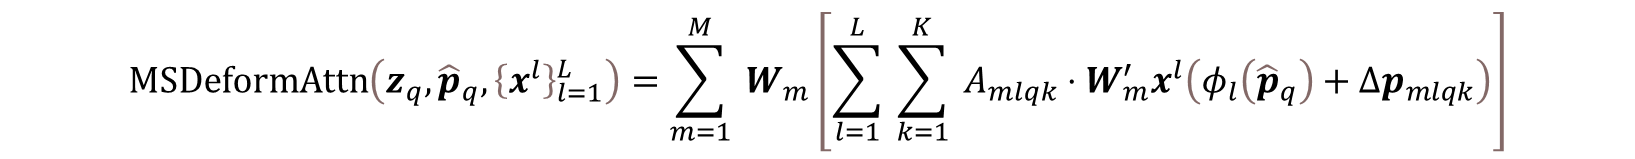 MSDeformAttn(𝒛_q, 𝒑̂_q, {𝒙^l}_{l=1}^L) = ∑_{m=1}^{M} 𝑾_m [∑_{l=1}^{L} ∑_{k=1}^{K} A_{mlqk} · 𝑾′_m 𝒙^l(ϕ_l(𝒑̂_q) + Δ𝒑_{mlqk})]